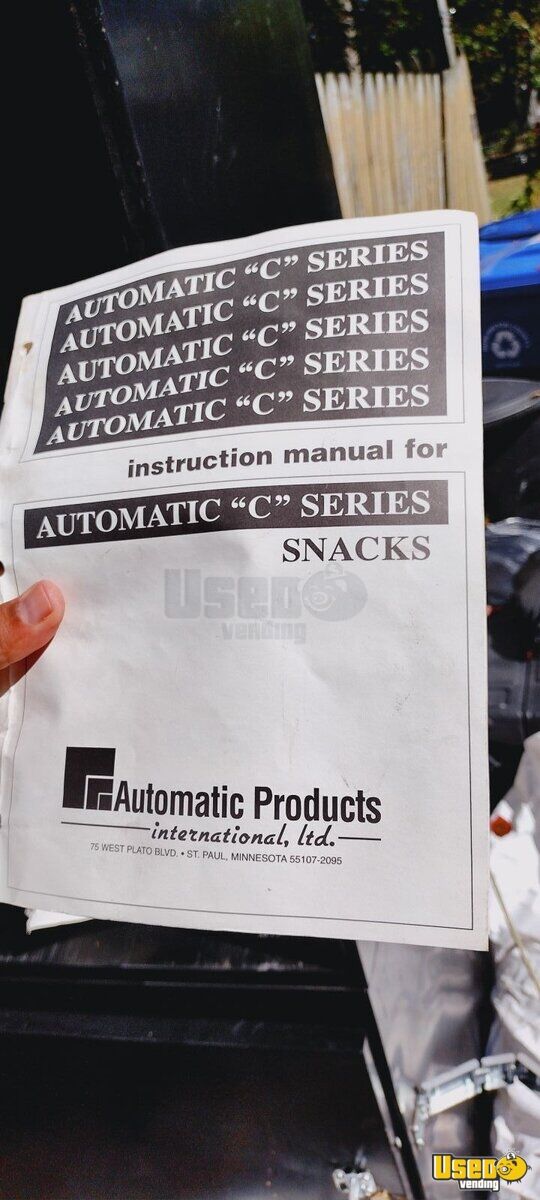 AUTOMATIC “C” SERIES
AUTOMATIC “C” SERIES
AUTOMATIC “C” SERIES
AUTOMATIC “C” SERIES
AUTOMATIC “C” SERIES
instruction manual for
AUTOMATIC “C” SERIES
SNACKS
Used
vending
Automatic Products
international, ltd.
75 WEST PLATO BLVD. • ST. PAUL, MINNESOTA 55107-2095
Used
vending